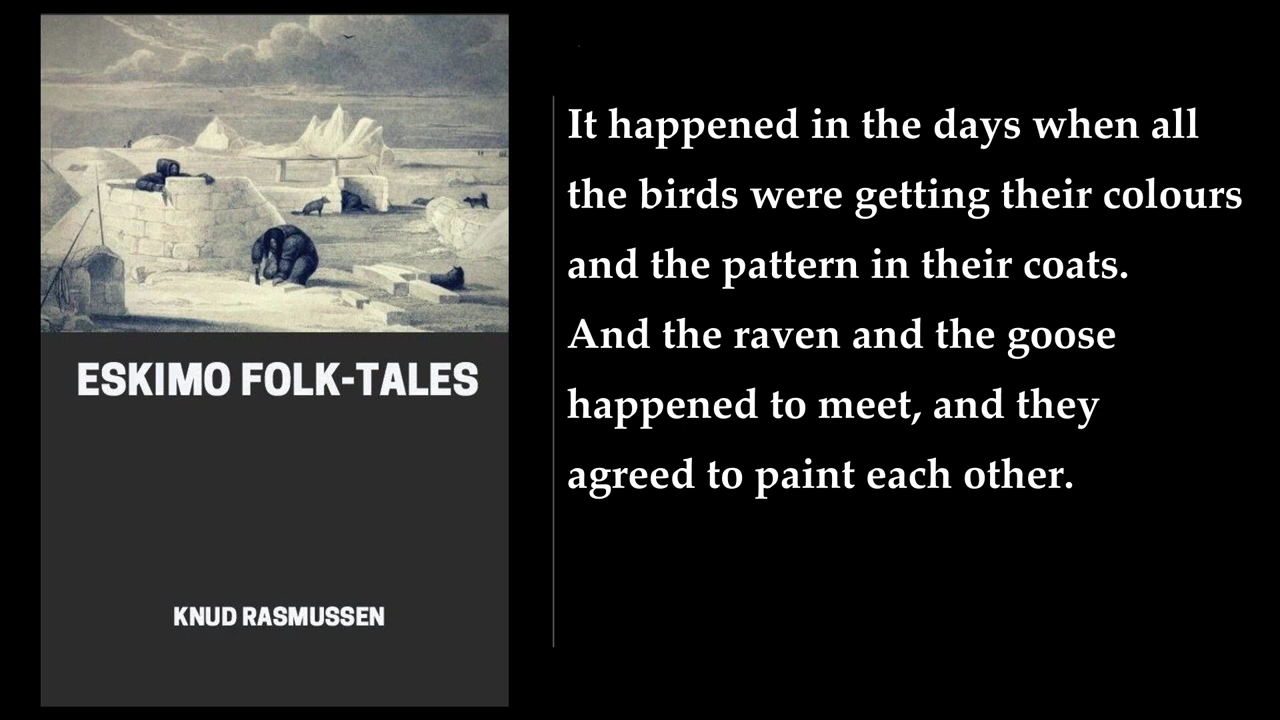 ESKIMO FOLK-TALES
KNUD RASMUSSEN
It happened in the days when all
the birds were getting their colours
and the pattern in their coats.
And the raven and the goose
happened to meet, and they
agreed to paint each other.